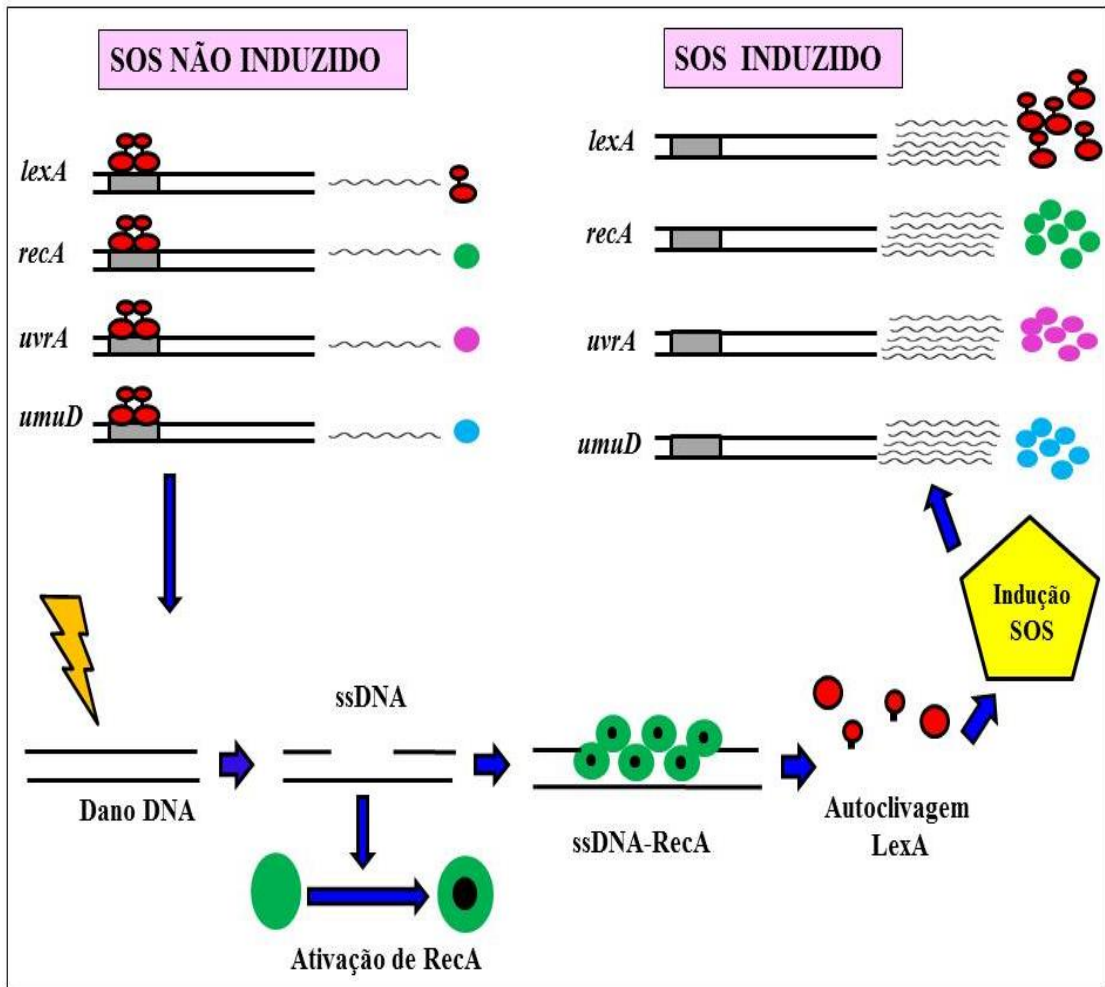 SOS NÃO INDUZIDO
lexA
recA
uvrA
umuD
SOS INDUZIDO
lexA
recA
uvrA
umuD
Indução
SOS
Dano DNA
ssDNA
Ativação de RecA
ssDNA-RecA
Autoclivagem
LexA